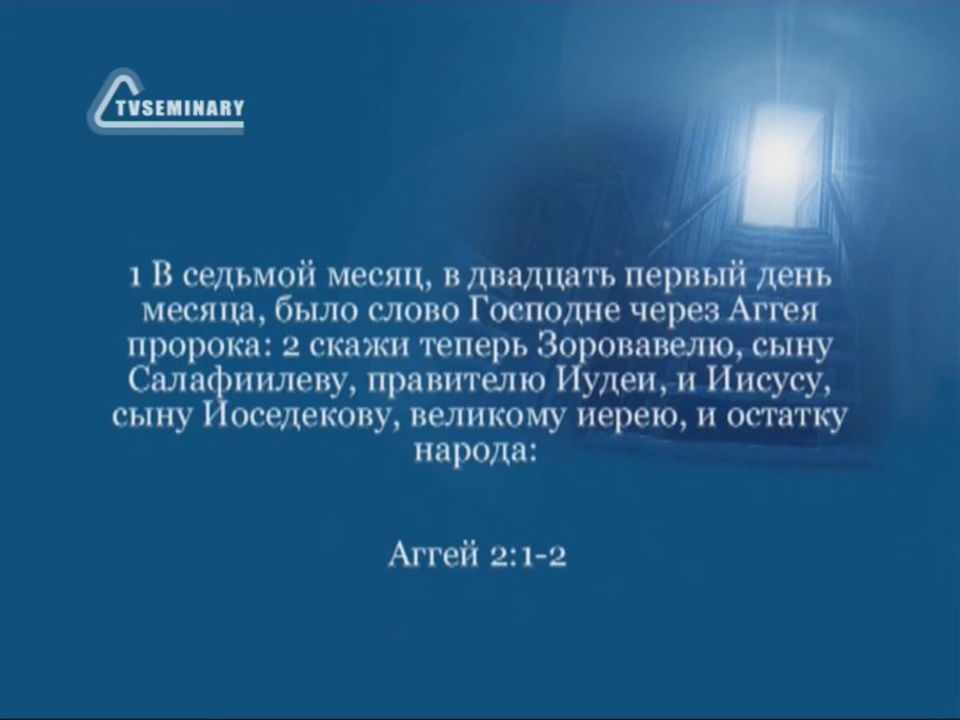 TVSEMINARY
1 В седьмой месяц, в двадцать первый день
месяца, было слово Господне через Аггея
пророка: 2 скажи теперь Зоровавелю, сыну
Салафиилеву, правителю Иудеи, и Иисусу,
сыну Иоседекову, великому иерею, и остатку
народа:
Аггей 2:1-2